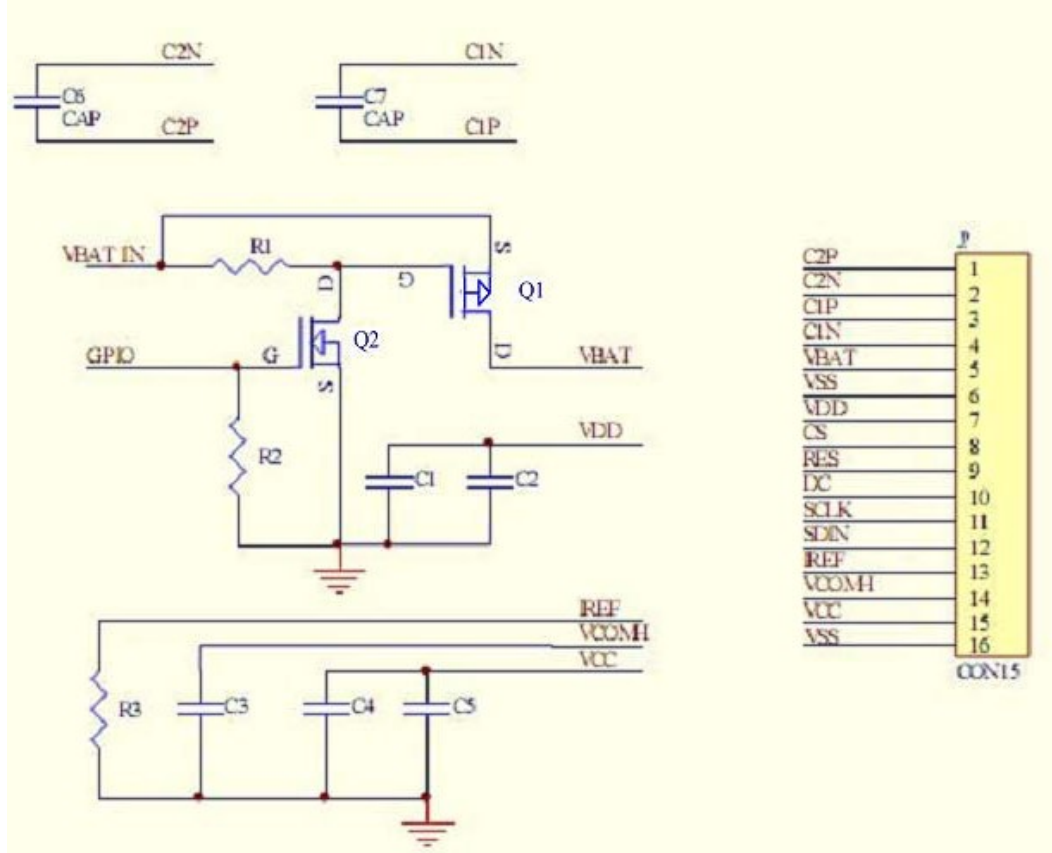 C2N
C6
CAP
C2P
C1N
C7
CAP
C1P
VBAT IN
R1
S
D
G
Q1
D
VBAT
GPIO
G
Q2
S
R2
VDD
C1
C2
IREF
VCOMH
VCC
R3
C3
C4
C5
JP
C2P 1
C2N 2
C1P 3
C1N 4
VBAT 5
VSS 6
VDD 7
CS 8
RES 9
DC 10
SCLK 11
SDIN 12
IREF 13
VCOMH 14
VCC 15
VSS 16
CON15